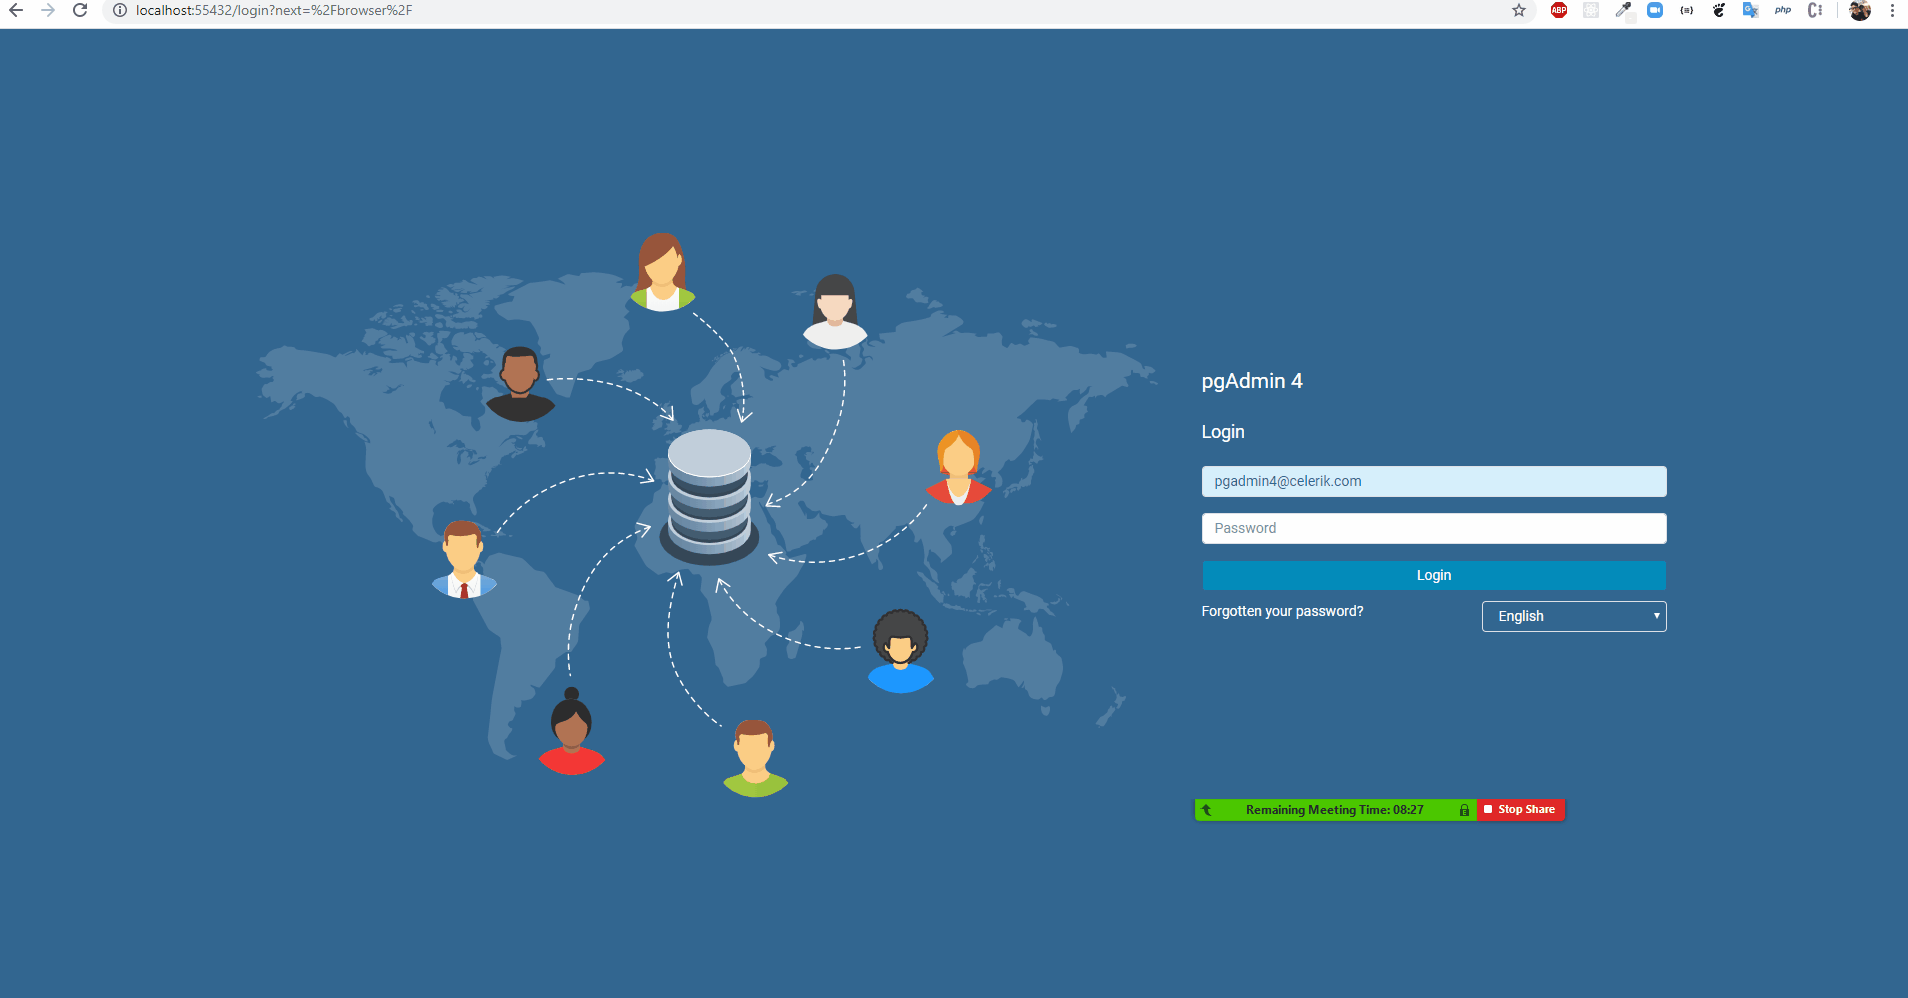 localhost:55432/login?next=%2Fbrowser%2F
ABP
php
pgAdmin 4
Login
pgadmin4@celerik.com
Password
Login
Forgotten your password?
English
Remaining Meeting Time: 08:27
Stop Share